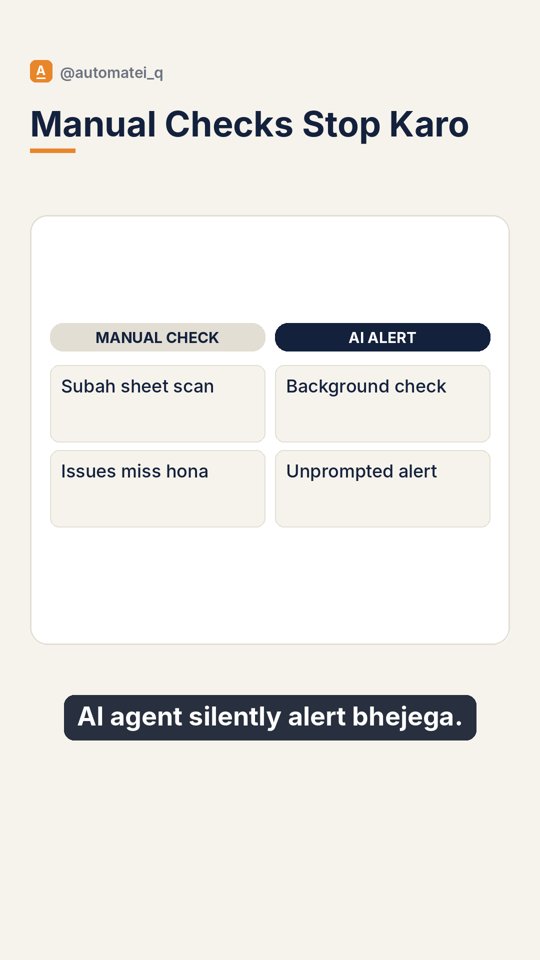 A @automatei_q
Manual Checks Stop Karo
MANUAL CHECK AI ALERT
Subah sheet scan Background check
Issues miss hona Unprompted alert
AI agent silently alert bhejega.